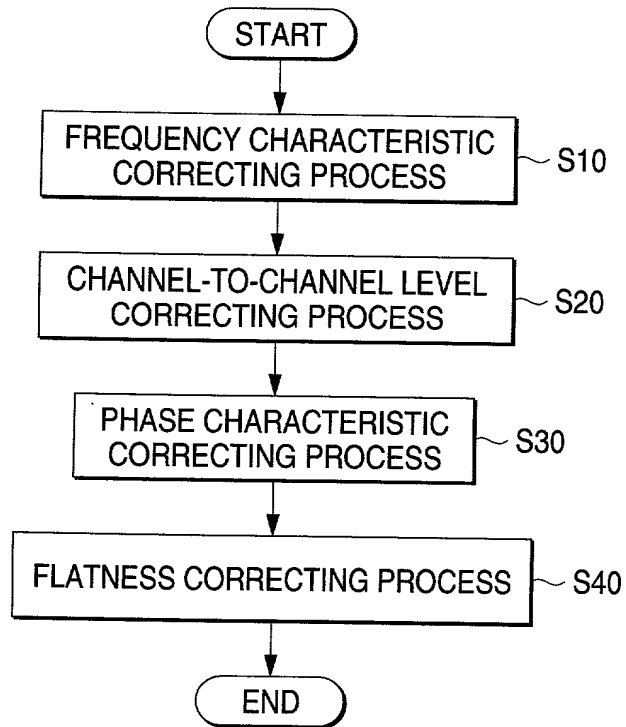 START
FREQUENCY CHARACTERISTIC
CORRECTING PROCESS
S10
CHANNEL-TO-CHANNEL LEVEL
CORRECTING PROCESS
S20
PHASE CHARACTERISTIC
CORRECTING PROCESS
S30
FLATNESS CORRECTING PROCESS
S40
END